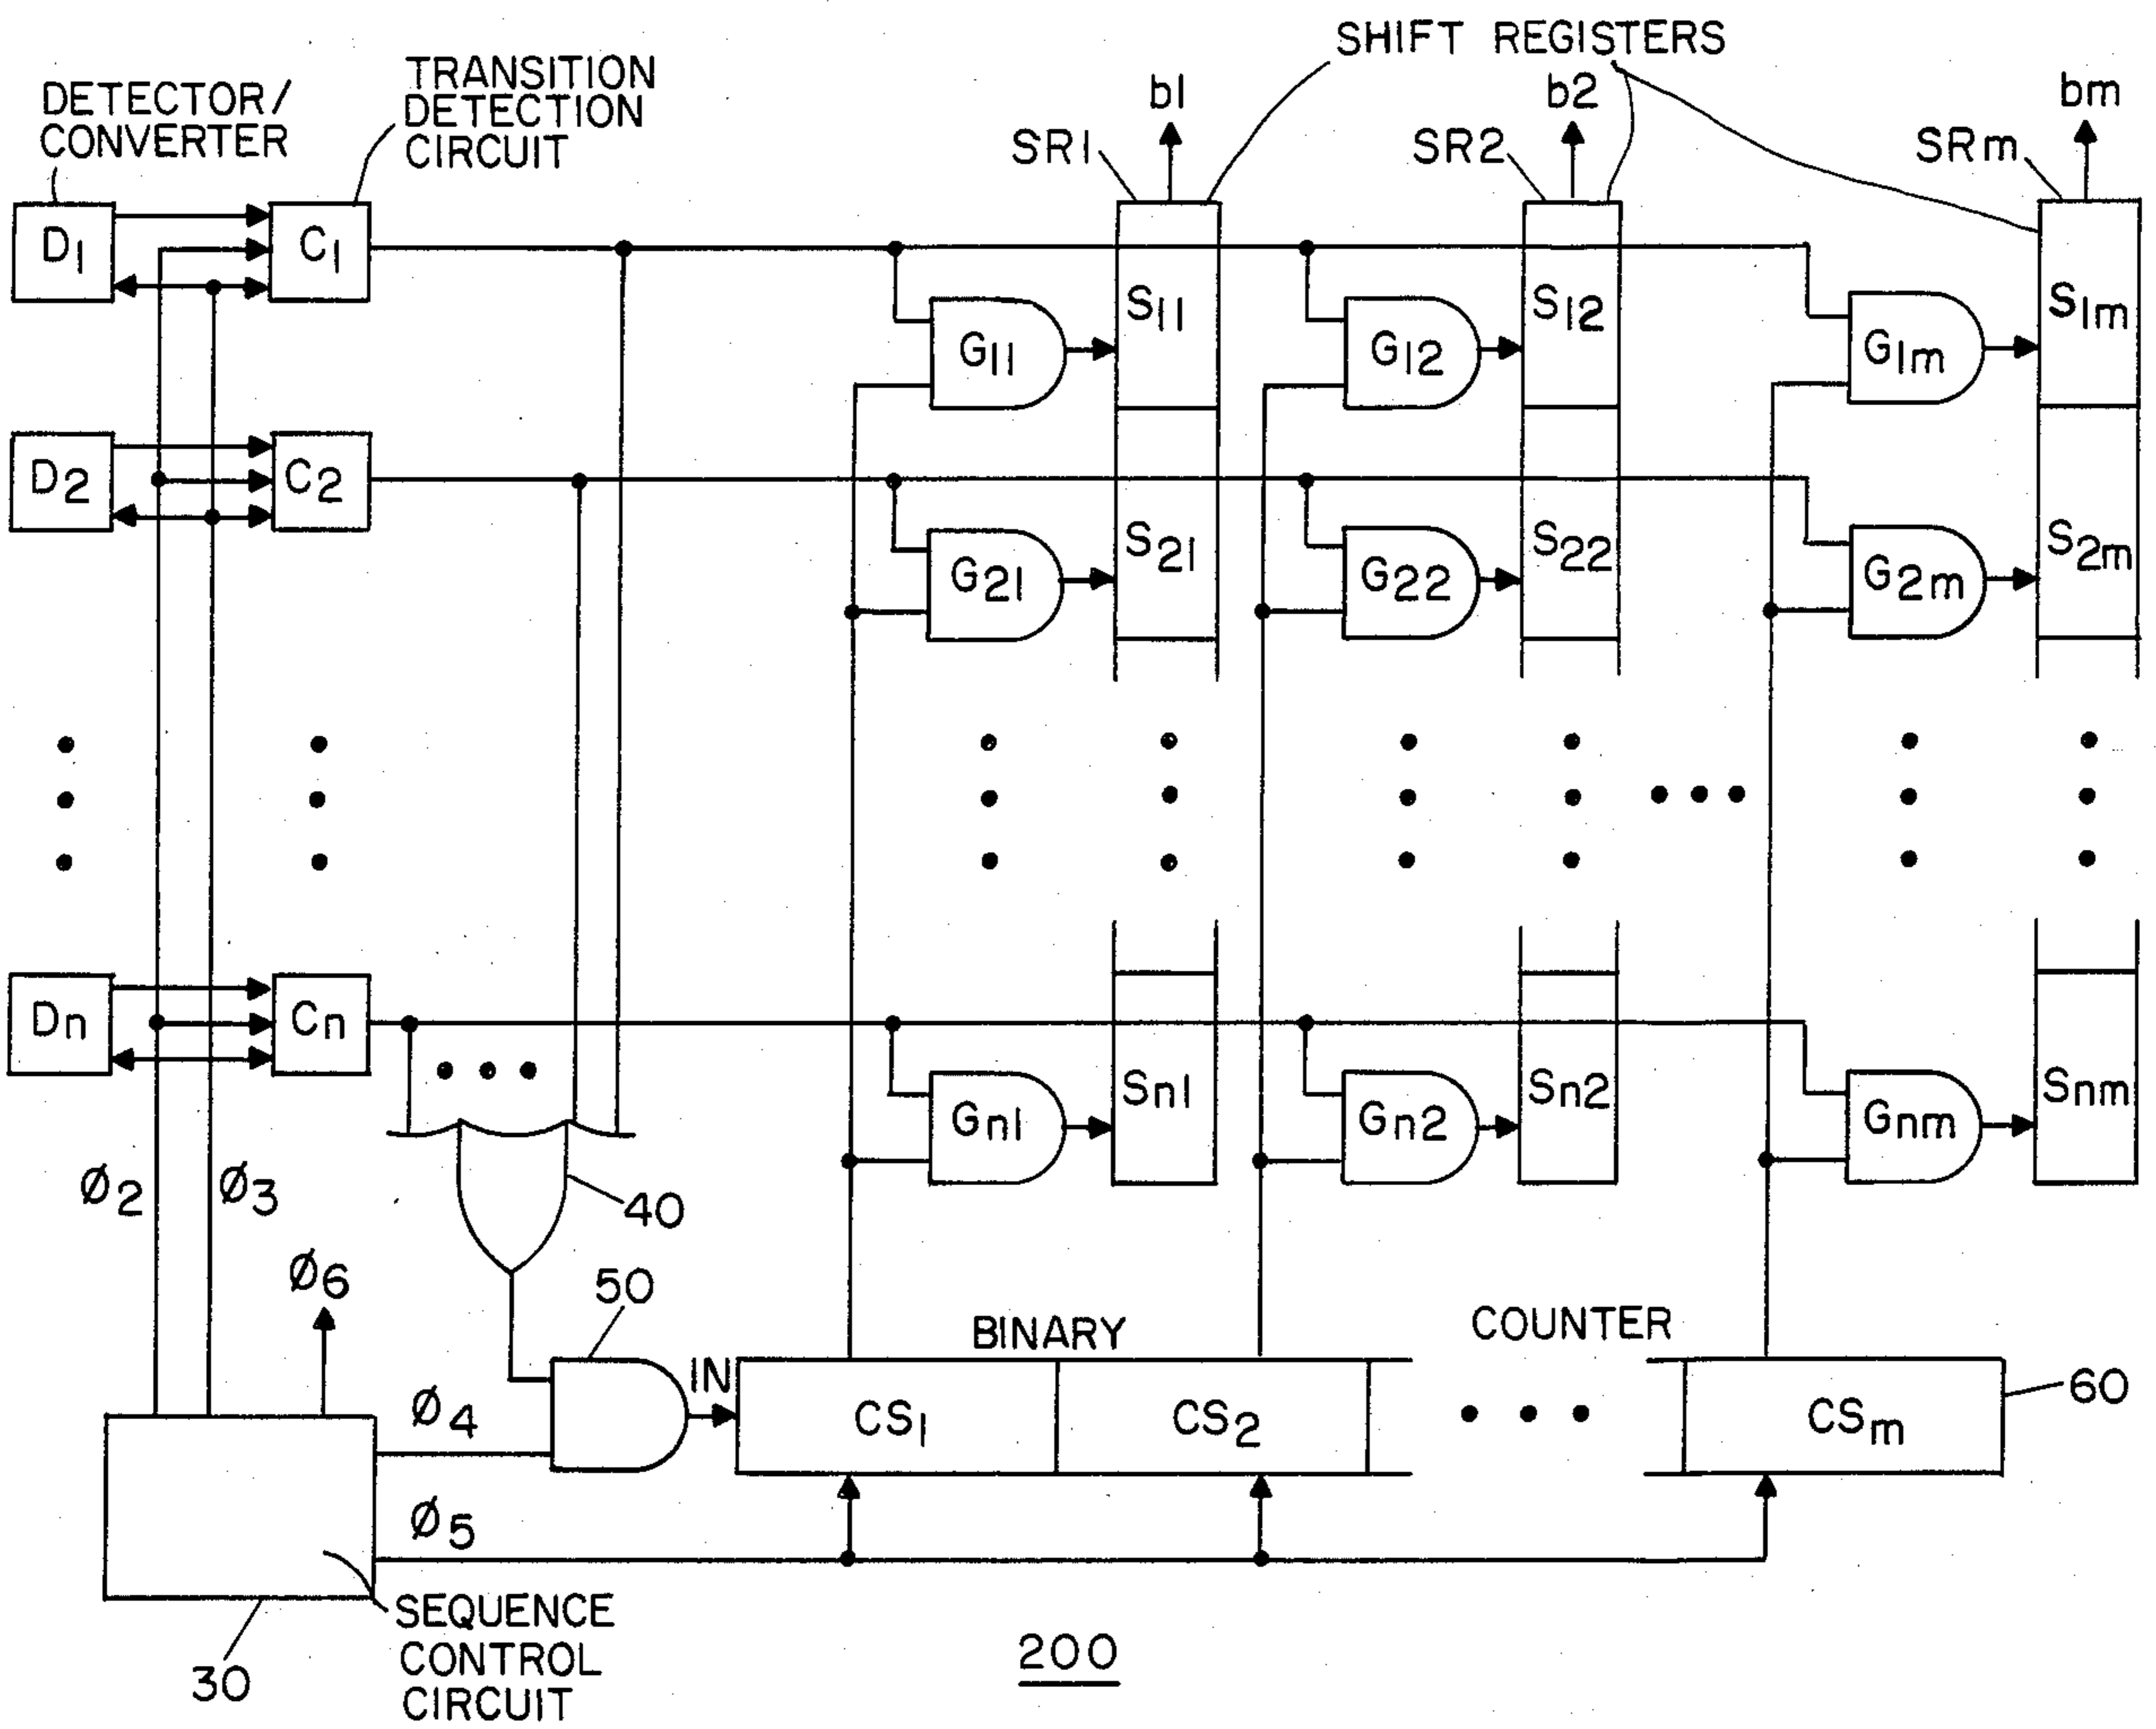 SHIFT REGISTERS
DETECTOR/
CONVERTER
TRANSITION
DETECTION
CIRCUIT
b1
b2
bm
SR1
SR2
SRm
D1
C1
S11
S12
S1m
G11
G12
G1m
D2
C2
S21
S22
S2m
G21
G22
G2m
Dn
Cn
Sn1
Sn2
Snm
Gn1
Gn2
Gnm
Ø2
Ø3
40
Ø6
50
BINARY
COUNTER
IN
CS1
CS2
CSm
60
Ø4
Ø5
SEQUENCE
CONTROL
CIRCUIT
30
200